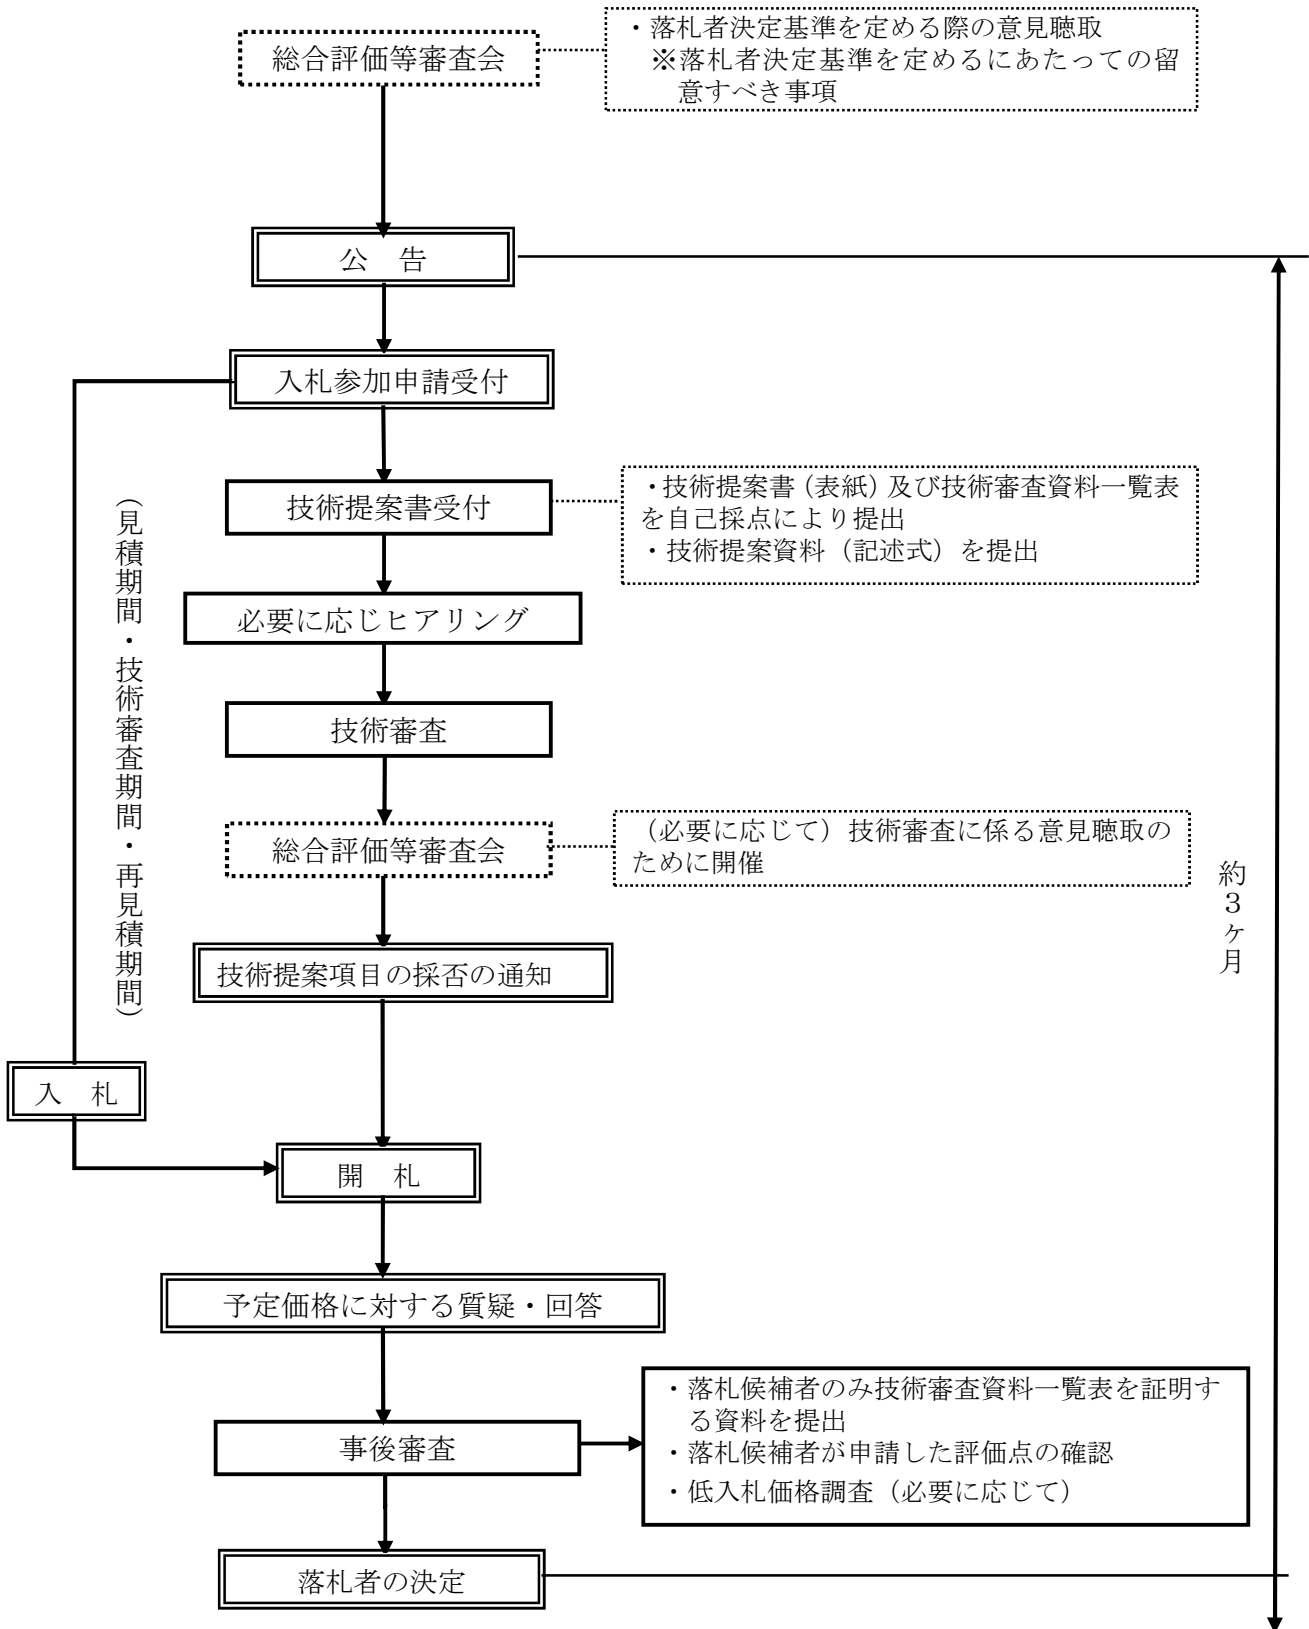 総合評価等審査会
・落札者決定基準を定める際の意見聴取
※落札者決定基準を定めるにあたっての留
意すべき事項
公　告
入札参加申請受付
技術提案書受付
・技術提案書（表紙）及び技術審査資料一覧表
を自己採点により提出
・技術提案資料（記述式）を提出
必要に応じヒアリング
技術審査
総合評価等審査会
（必要に応じて）技術審査に係る意見聴取の
ために開催
技術提案項目の採否の通知
（見積期間・技術審査期間・再見積期間）
約３ヶ月
入　札
開　札
予定価格に対する質疑・回答
事後審査
・落札候補者のみ技術審査資料一覧表を証明す
る資料を提出
・落札候補者が申請した評価点の確認
・低入札価格調査（必要に応じて）
落札者の決定